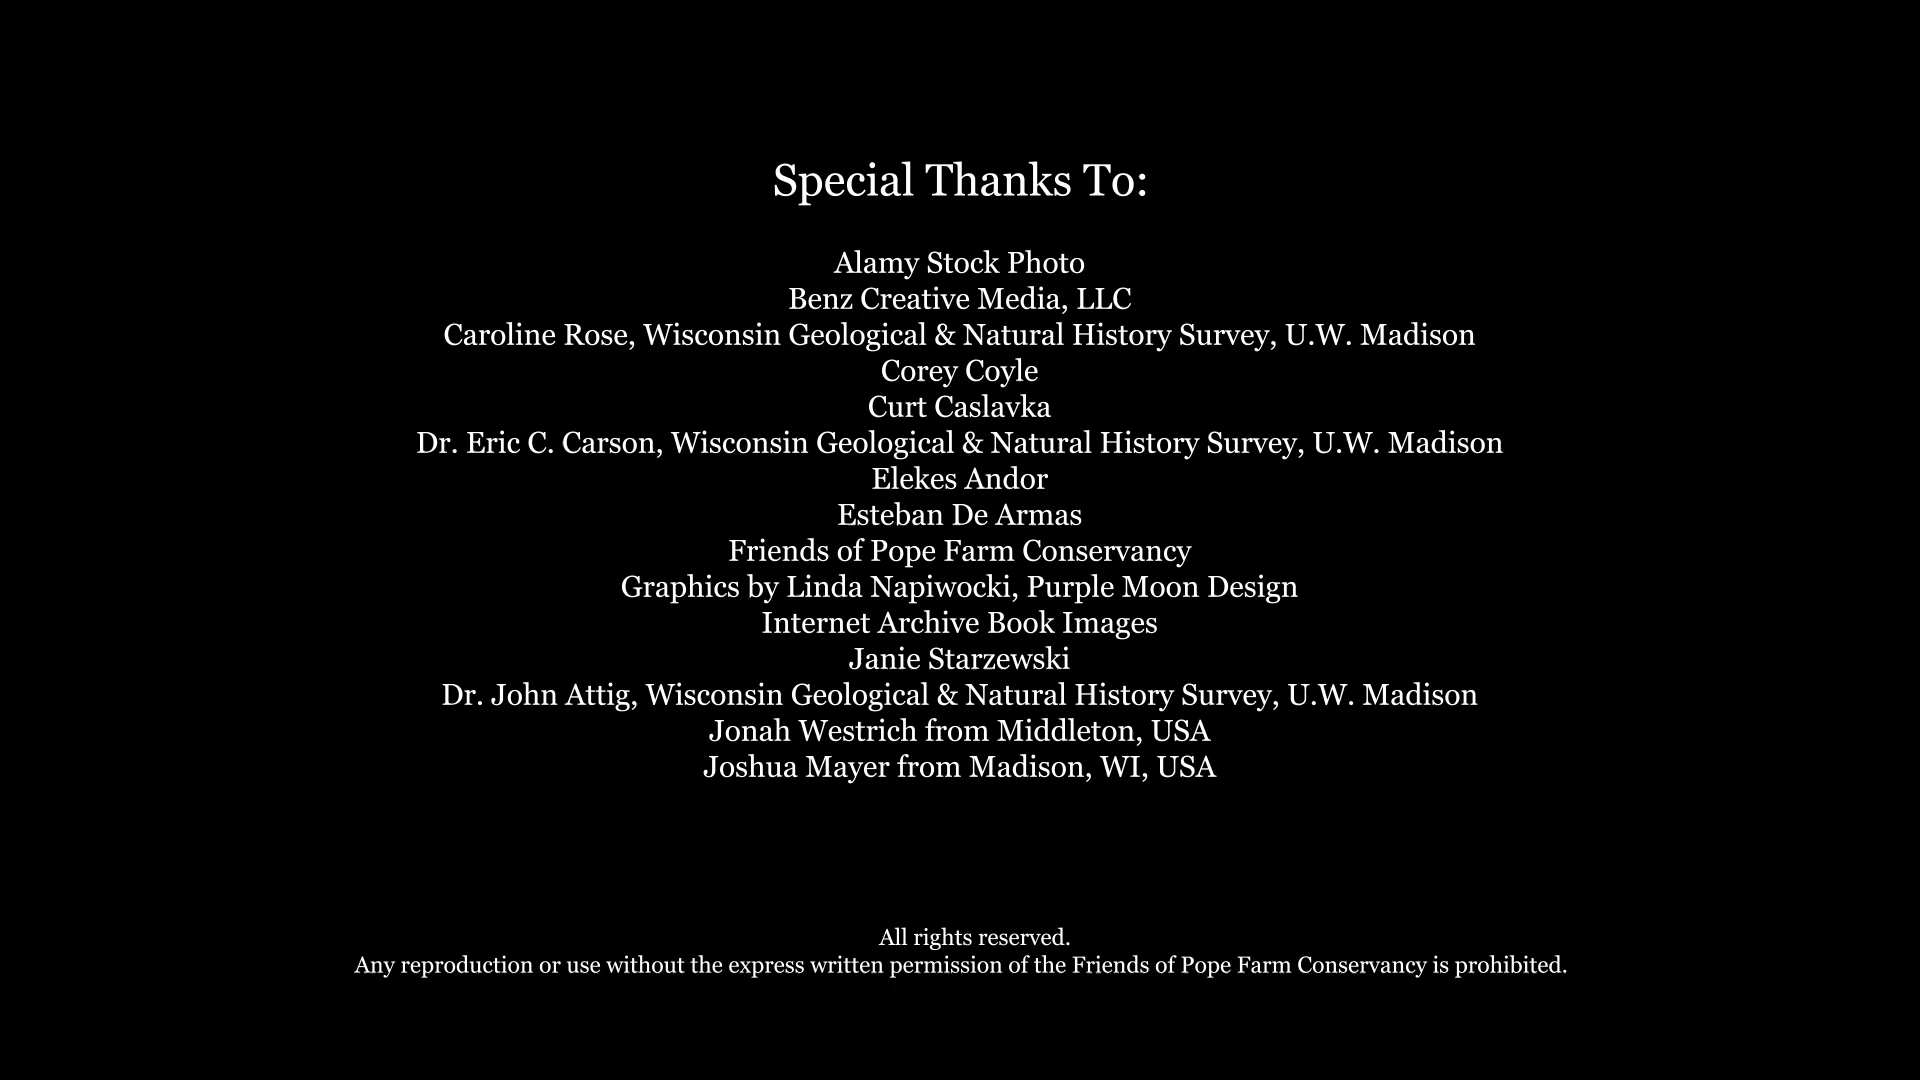 Special Thanks To:
Alamy Stock Photo
Benz Creative Media, LLC
Caroline Rose, Wisconsin Geological & Natural History Survey, U.W. Madison
Corey Coyle
Curt Caslavka
Dr. Eric C. Carson, Wisconsin Geological & Natural History Survey, U.W. Madison
Elekes Andor
Esteban De Armas
Friends of Pope Farm Conservancy
Graphics by Linda Napiwocki, Purple Moon Design
Internet Archive Book Images
Janie Starzewski
Dr. John Attig, Wisconsin Geological & Natural History Survey, U.W. Madison
Jonah Westrich from Middleton, USA
Joshua Mayer from Madison, WI, USA
All rights reserved.
Any reproduction or use without the express written permission of the Friends of Pope Farm Conservancy is prohibited.